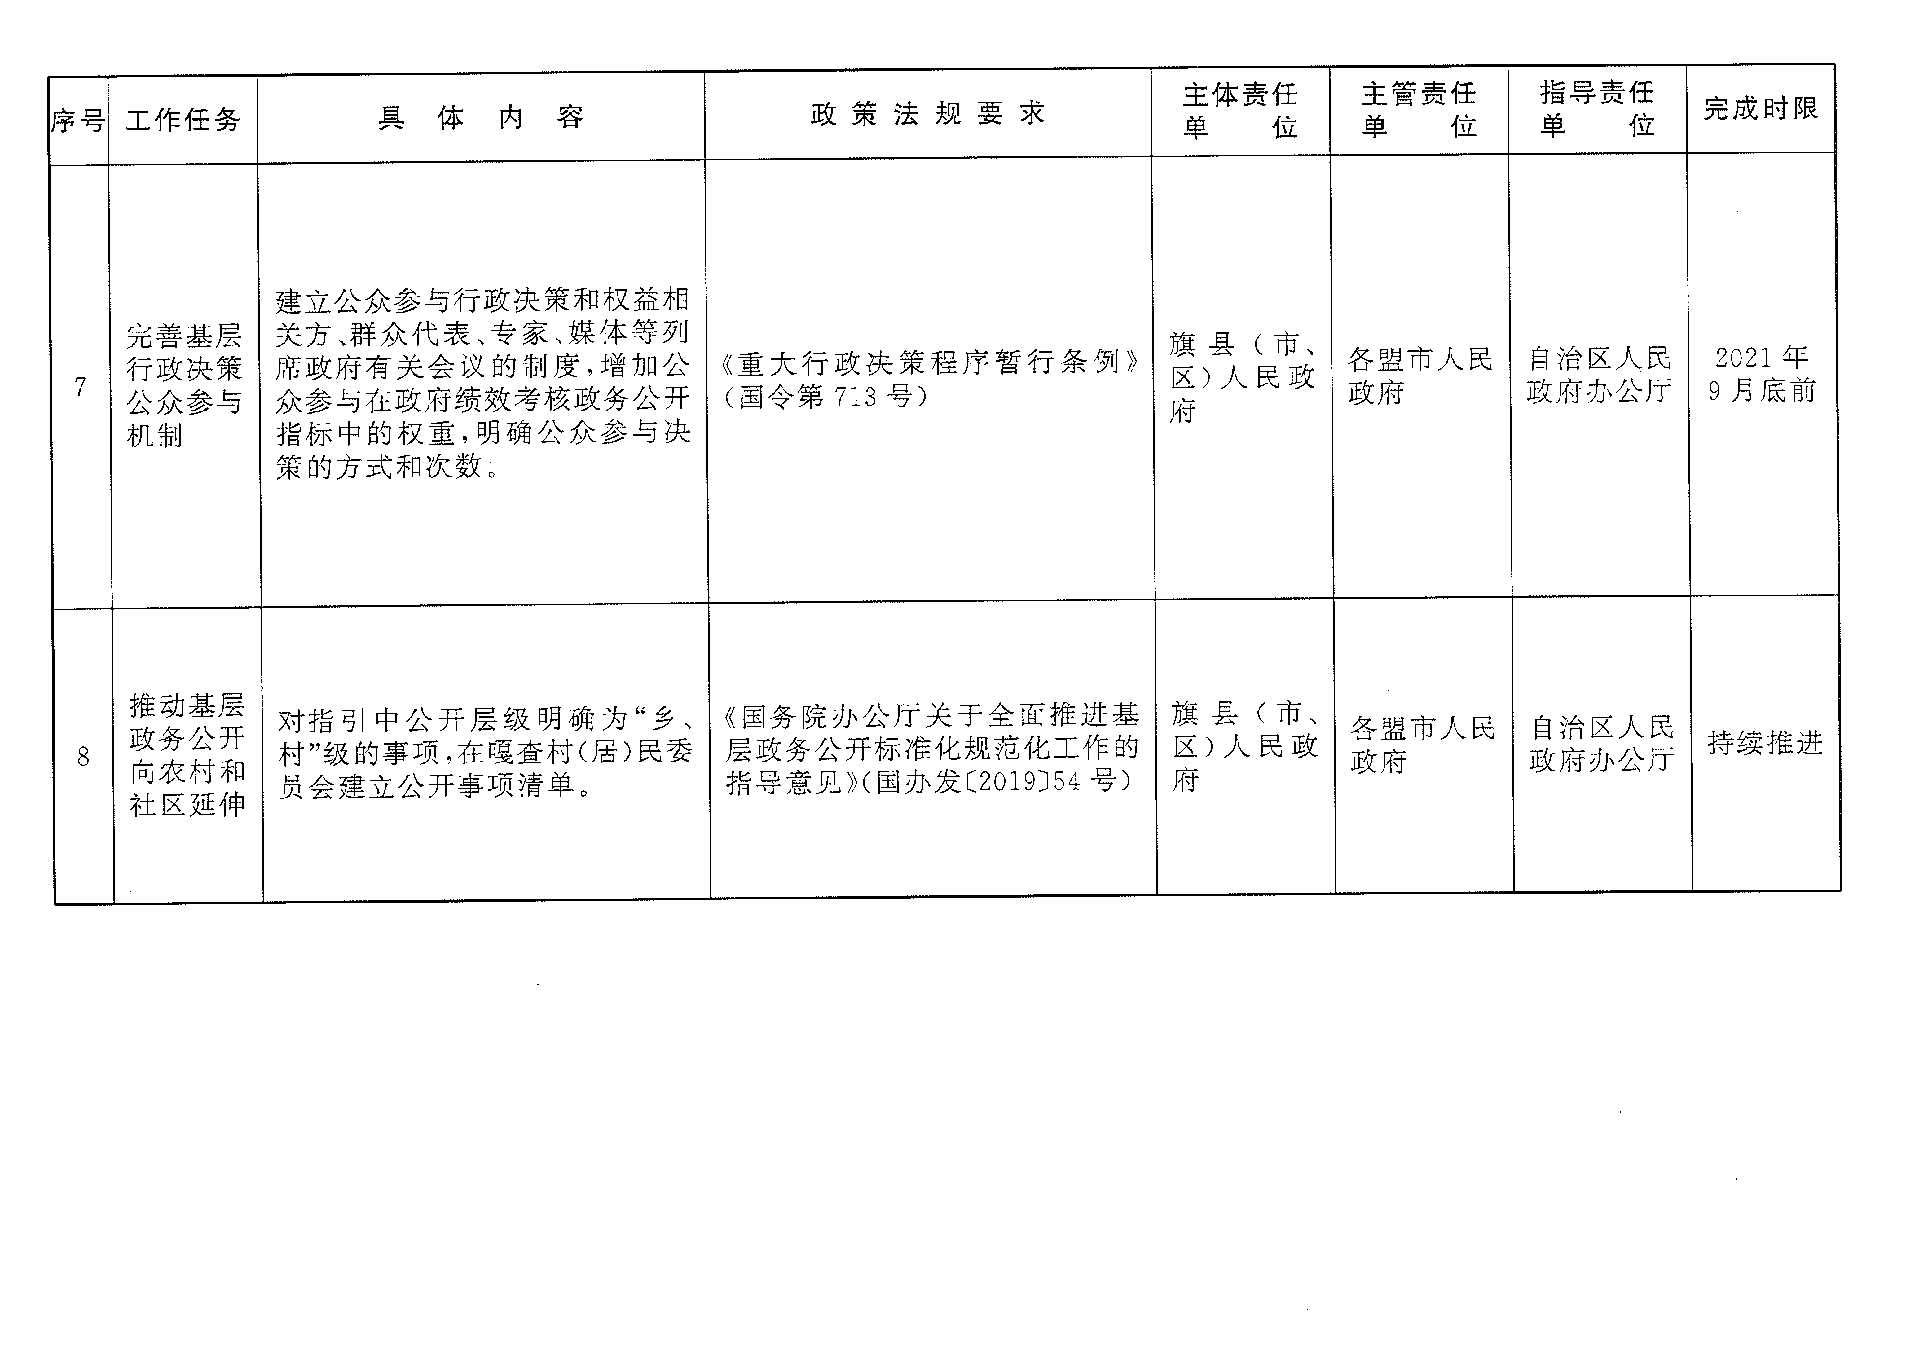 序号
工作任务
具体内容
政策法规要求
主体责任
单位
主管责任
单位
指导责任
单位
完成时限
7
完善基层
行政决策
公众参与
机制
建立公众参与行政决策和权益相
关方、群众代表、专家、媒体等列
席政府有关会议的制度,增加公
众参与在政府绩效考核政务公开
指标中的权重,明确公众参与决
策的方式和次数。
《重大行政决策程序暂行条例》
(国令第713号)
旗县(市、
区)人民政
府
各盟市人民
政府
自治区人民
政府办公厅
2021年
9月底前
8
推动基层
政务公开
向农村和
社区延伸
对指引中公开层级明确为“乡、
村”级的事项,在嘎查村(居)民委
员会建立公开事项清单。
《国务院办公厅关于全面推进基
层政务公开标准化规范化工作的
指导意见》(国办发〔2019〕54号)
旗县(市、
区)人民政
府
各盟市人民
政府
自治区人民
政府办公厅
持续推进